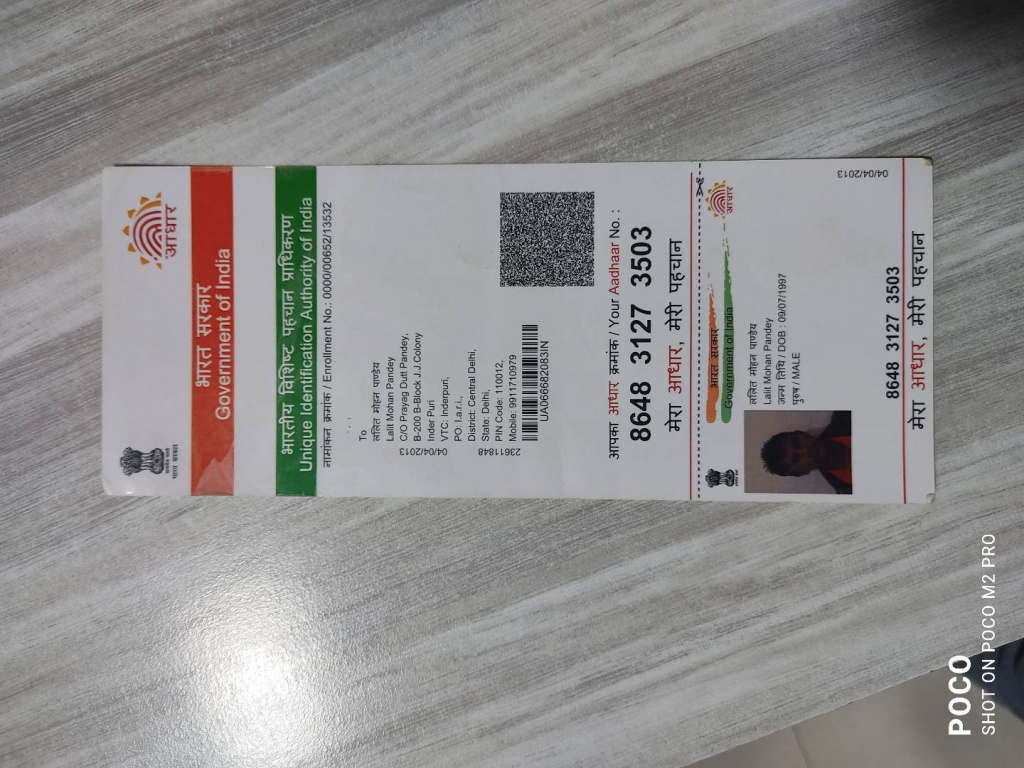 आधार
भारत सरकार
Government of India
भारतीय विशिष्ट पहचान प्राधिकरण
Unique Identification Authority of India
नामांकन क्रमांक / Enrollment No.: 0000/00652/13532
To
ललित मोहन पाण्डेय
Lalit Mohan Pandey
C/O Prayag Dutt Pandey,
B-200 B-Block J.J.Colony
Inder Puri
VTC: Inderpuri,
PO: I.a.r.i.,
District: Central Delhi,
State: Delhi,
PIN Code: 110012,
Mobile: 9911710979
04/04/2013
23611848
UA066682083IN
आपका आधार क्रमांक / Your Aadhaar No. :
8648 3127 3503
मेरा आधार, मेरी पहचान
भारत सरकार
Government of India
आधार
ललित मोहन पाण्डेय
Lalit Mohan Pandey
जन्म तिथि / DOB : 09/07/1997
पुरुष / MALE
04/04/2013
8648 3127 3503
मेरा आधार, मेरी पहचान
POCO
SHOT ON POCO M2 PRO